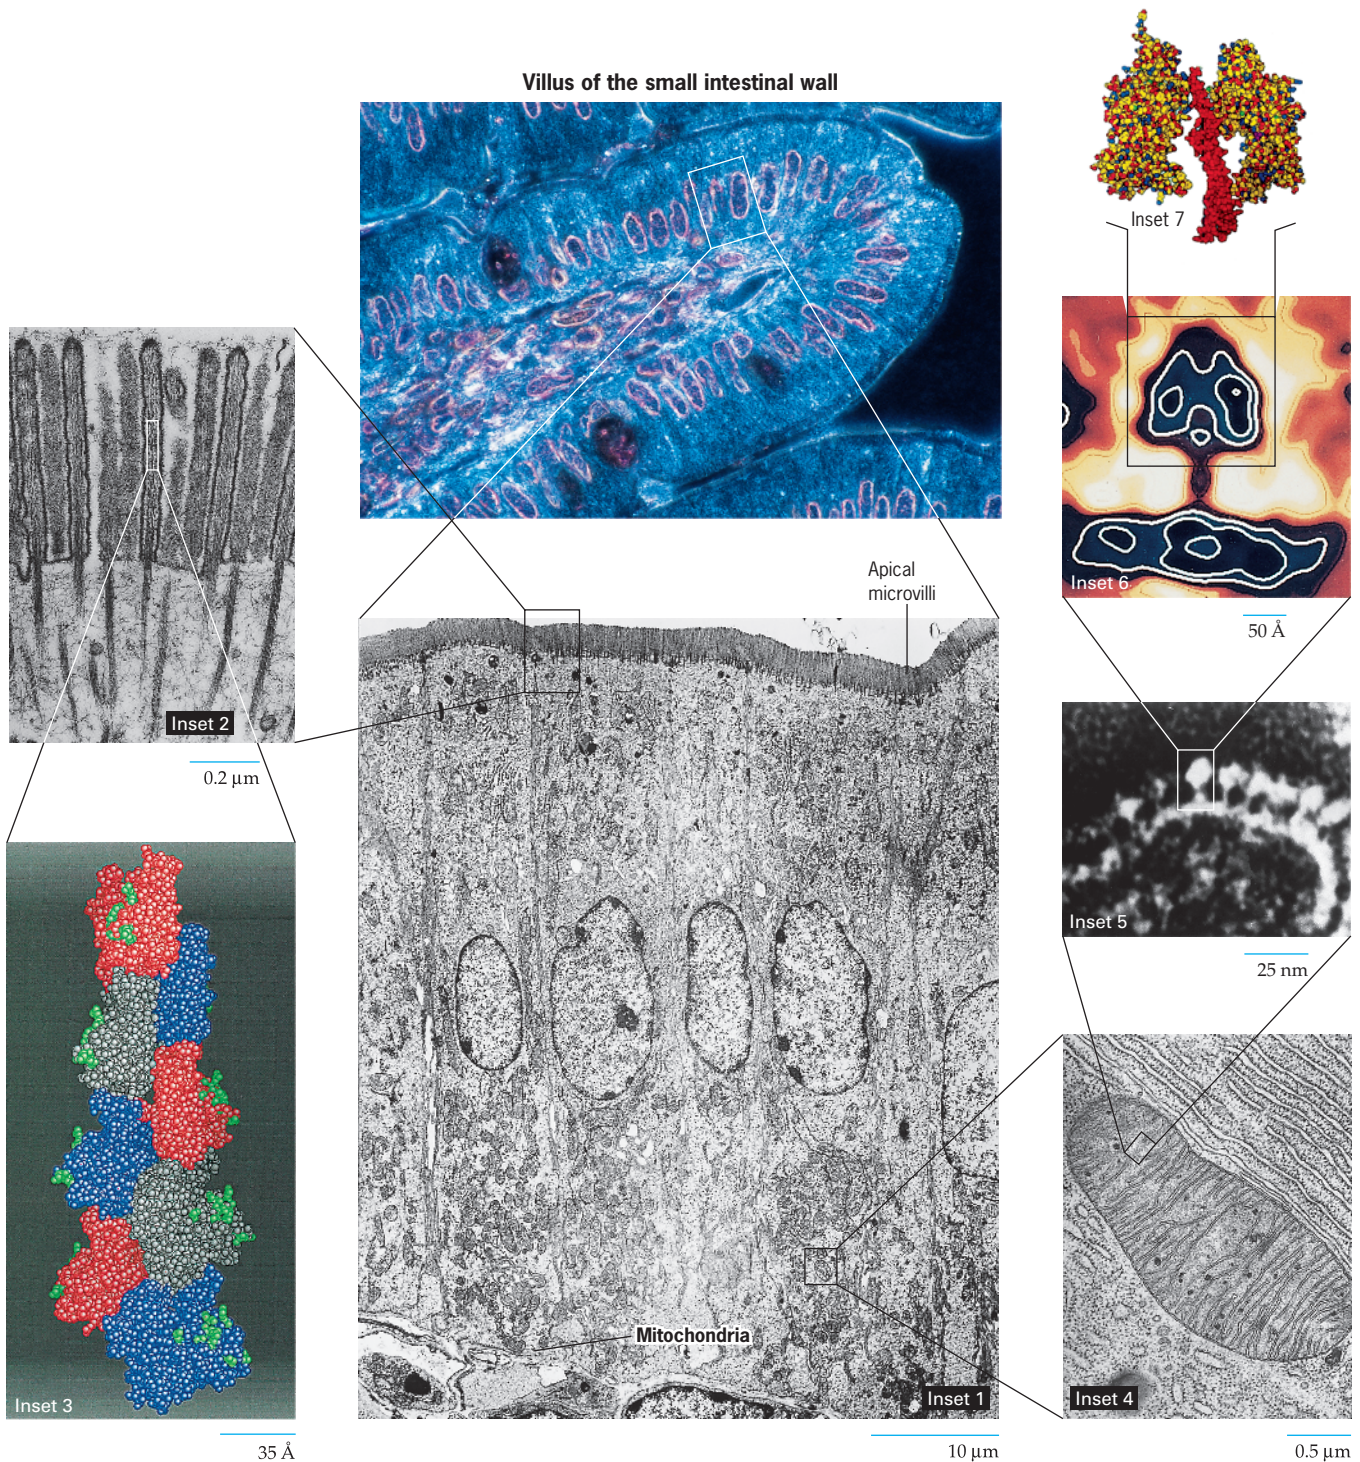 Villus of the small intestinal wall
Inset 7
Inset 6
50 Å
Apical
microvilli
Inset 2
0.2 µm
Inset 5
25 nm
Mitochondria
Inset 1
Inset 4
Inset 3
35 Å
10 µm
0.5 µm